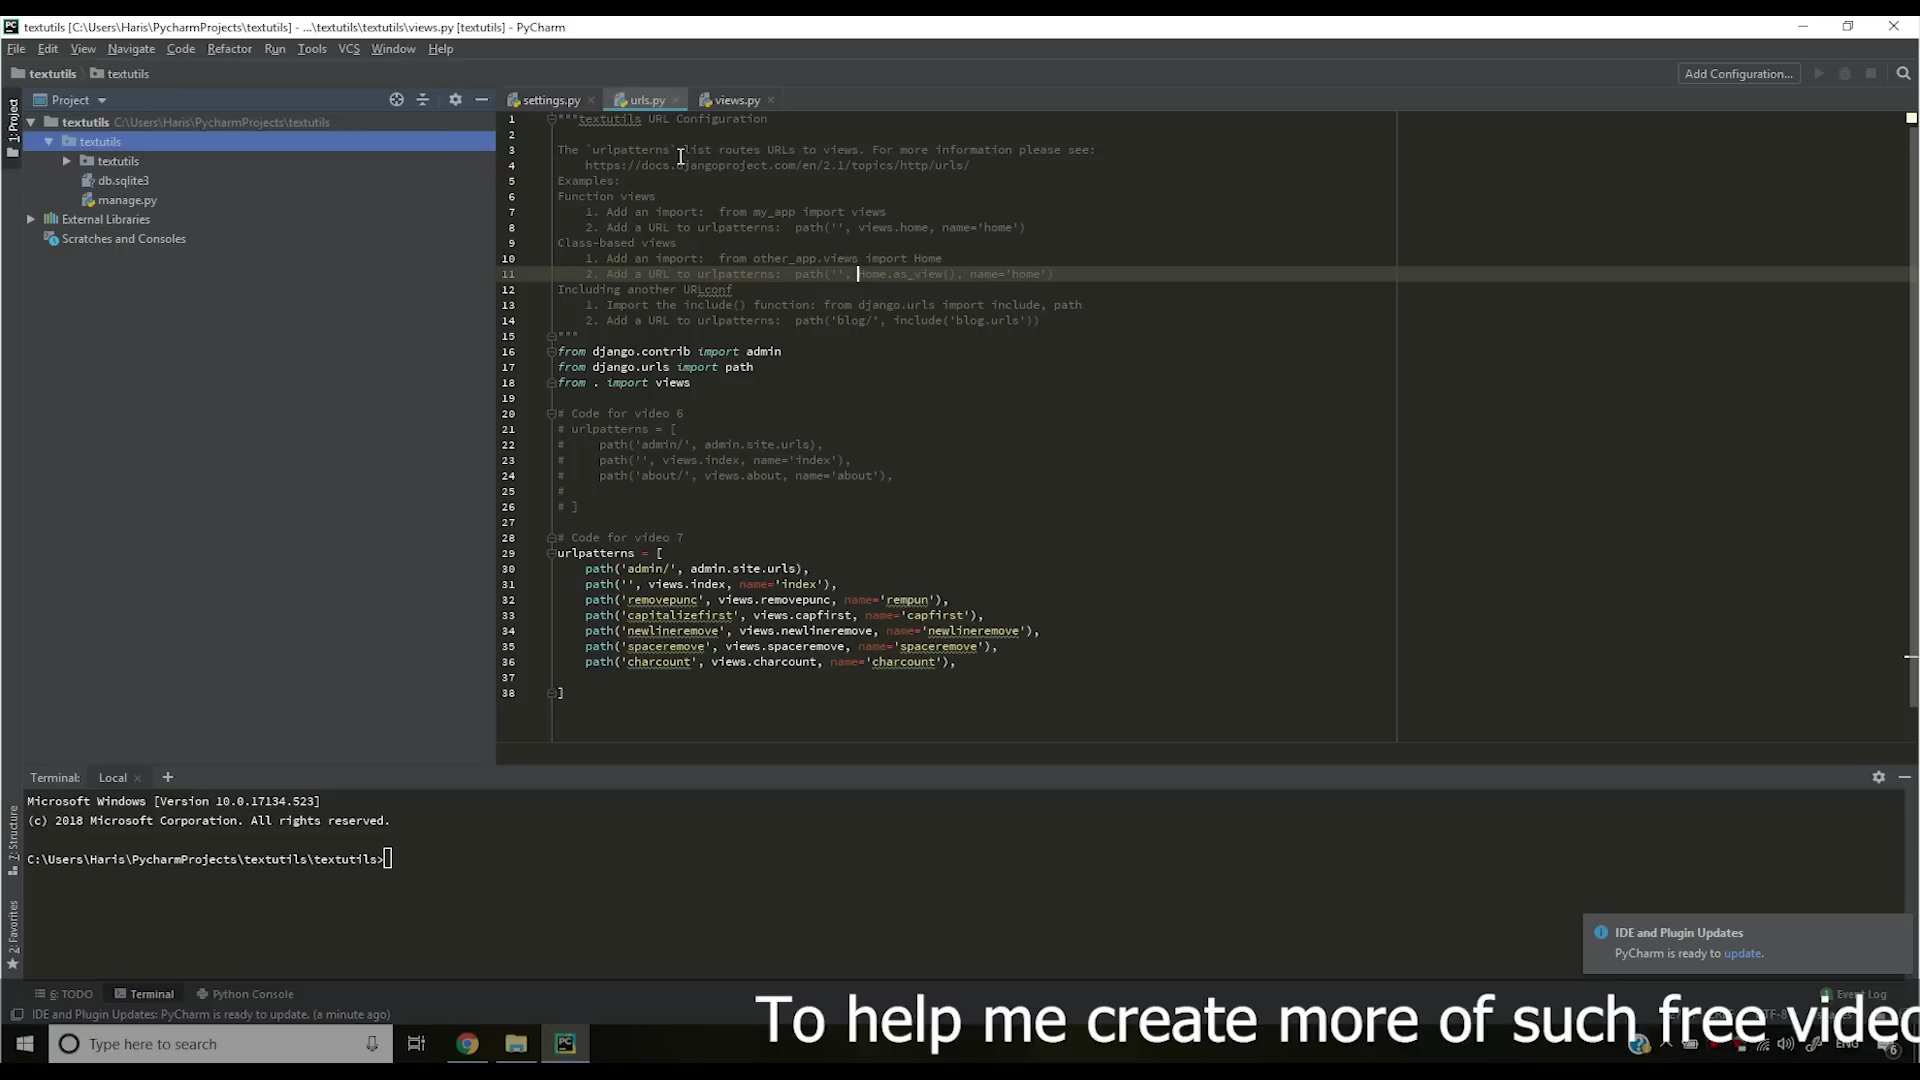 textutils [C:\Users\Haris\PycharmProjects\textutils] - ...\textutils\textutils\views.py [textutils] - PyCharm
File Edit View Navigate Code Refactor Run Tools VCS Window Help
textutils textutils
Add Configuration...
1: Project
Project
textutils C:\Users\Haris\PycharmProjects\textutils
textutils
textutils
db.sqlite3
manage.py
External Libraries
Scratches and Consoles
settings.py urls.py views.py
1 """textutils URL Configuration
2
3 The `urlpatterns` list routes URLs to views. For more information please see:
4 https://docs.djangoproject.com/en/2.1/topics/http/urls/
5 Examples:
6 Function views
7 1. Add an import:  from my_app import views
8 2. Add a URL to urlpatterns:  path('', views.home, name='home')
9 Class-based views
10 1. Add an import:  from other_app.views import Home
11 2. Add a URL to urlpatterns:  path('', Home.as_view(), name='home')
12 Including another URLconf
13 1. Import the include() function: from django.urls import include, path
14 2. Add a URL to urlpatterns:  path('blog/', include('blog.urls'))
15 """
16 from django.contrib import admin
17 from django.urls import path
18 from . import views
19
20 # Code for video 6
21 # urlpatterns = [
22 #     path('admin/', admin.site.urls),
23 #     path('', views.index, name='index'),
24 #     path('about/', views.about, name='about'),
25 #
26 # ]
27
28 # Code for video 7
29 urlpatterns = [
30 path('admin/', admin.site.urls),
31 path('', views.index, name='index'),
32 path('removepunc', views.removepunc, name='rempun'),
33 path('capitalizefirst', views.capfirst, name='capfirst'),
34 path('newlineremove', views.newlineremove, name='newlineremove'),
35 path('spaceremove', views.spaceremove, name='spaceremove'),
36 path('charcount', views.charcount, name='charcount'),
37
38 ]
Terminal: Local +
Microsoft Windows [Version 10.0.17134.523]
(c) 2018 Microsoft Corporation. All rights reserved.
C:\Users\Haris\PycharmProjects\textutils\textutils>
7: Structure
2: Favorites
IDE and Plugin Updates
PyCharm is ready to update.
6: TODO Terminal Python Console
Event Log
IDE and Plugin Updates: PyCharm is ready to update. (a minute ago)
To help me create more of such free video
Type here to search
ENG
6